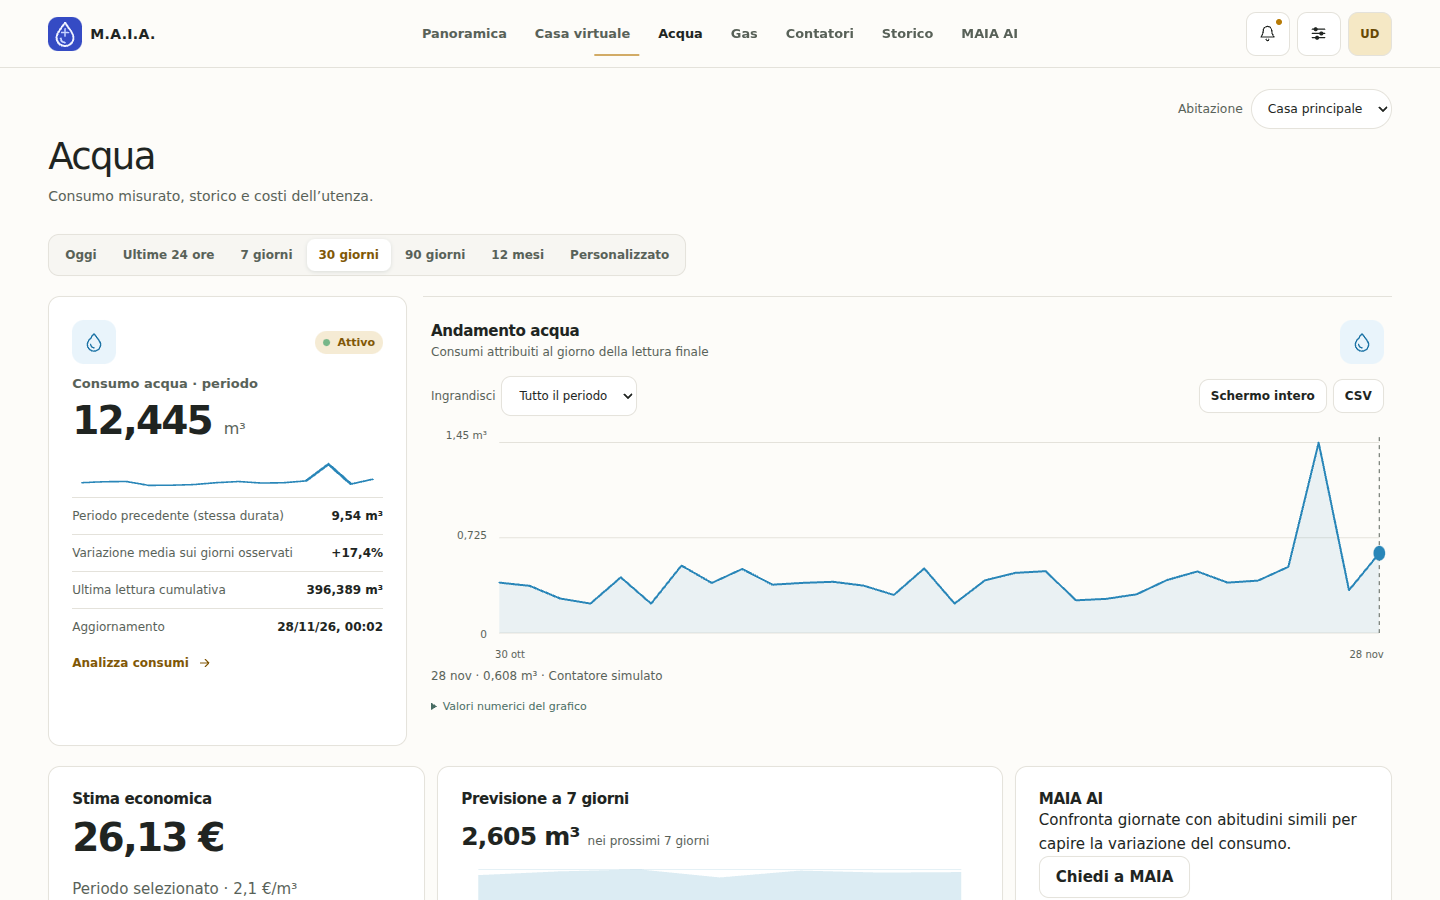 M.A.I.A.
Panoramica Casa virtuale Acqua Gas Contatori Storico MAIA AI
UD
Abitazione Casa principale
Acqua
Consumo misurato, storico e costi dell’utenza.
Oggi Ultime 24 ore 7 giorni 30 giorni 90 giorni 12 mesi Personalizzato
Attivo
Consumo acqua · periodo
12,445 m³
Periodo precedente (stessa durata) 9,54 m³
Variazione media sui giorni osservati +17,4%
Ultima lettura cumulativa 396,389 m³
Aggiornamento 28/11/26, 00:02
Analizza consumi →
Andamento acqua
Consumi attribuiti al giorno della lettura finale
Ingrandisci Tutto il periodo
Schermo intero CSV
1,45 m³
0,725
0
30 ott 28 nov
28 nov · 0,608 m³ · Contatore simulato
Valori numerici del grafico
Stima economica
26,13 €
Periodo selezionato · 2,1 €/m³
Previsione a 7 giorni
2,605 m³ nei prossimi 7 giorni
MAIA AI
Confronta giornate con abitudini simili per
capire la variazione del consumo.
Chiedi a MAIA